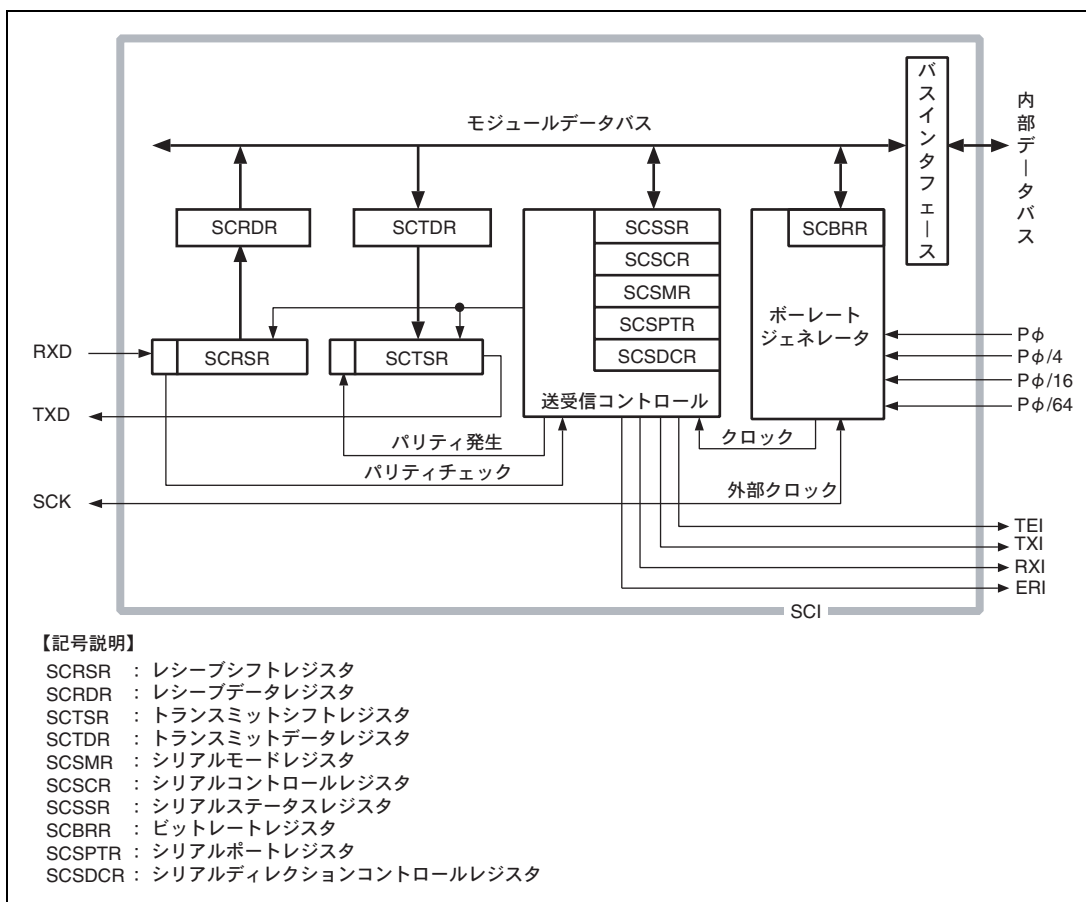 モジュールデータバス
バスインタフェース
内部データバス
SCRDR
SCTDR
SCSSR
SCSCR
SCSMR
SCSPTR
SCSDCR
送受信コントロール
SCBRR
ボーレート
ジェネレータ
RXD
SCRSR
SCTSR
TXD
SCK
パリティ発生
パリティチェック
クロック
外部クロック
Pφ
Pφ/4
Pφ/16
Pφ/64
TEI
TXI
RXI
ERI
SCI
【記号説明】
SCRSR : レシーブシフトレジスタ
SCRDR : レシーブデータレジスタ
SCTSR : トランスミットシフトレジスタ
SCTDR : トランスミットデータレジスタ
SCSMR : シリアルモードレジスタ
SCSCR : シリアルコントロールレジスタ
SCSSR : シリアルステータスレジスタ
SCBRR : ビットレートレジスタ
SCSPTR : シリアルポートレジスタ
SCSDCR : シリアルディレクションコントロールレジスタ